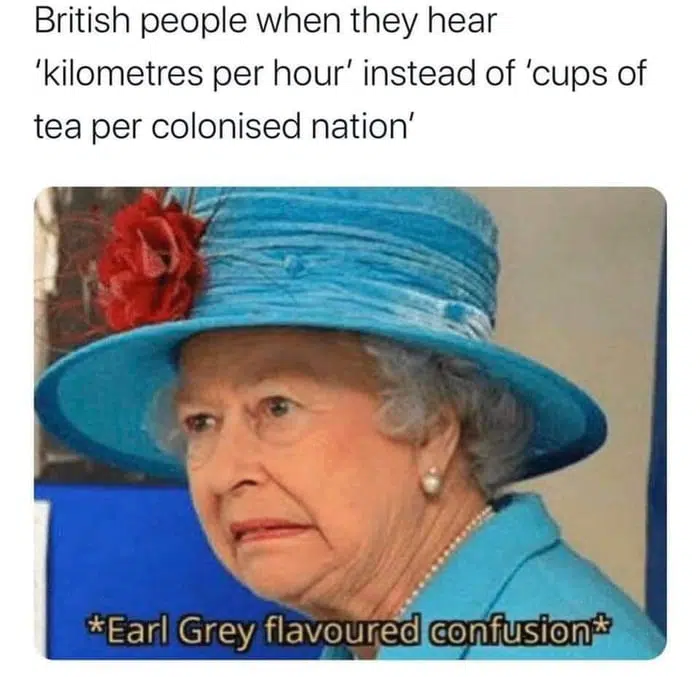 British people when they hear
‘kilometres per hour’ instead of ‘cups of
tea per colonised nation’
*Earl Grey flavoured confusion*